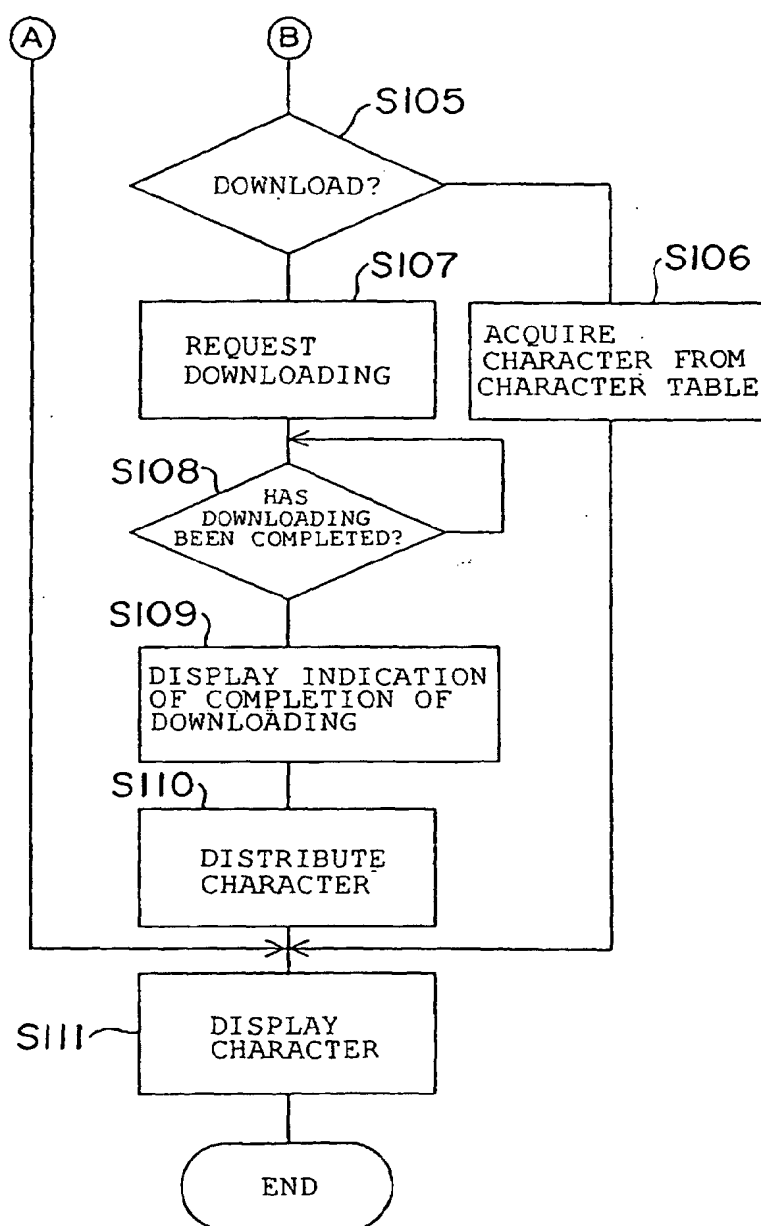 A
B
S105
DOWNLOAD?
S107
S106
REQUEST
DOWNLOADING
ACQUIRE
CHARACTER FROM
CHARACTER TABLE
S108
HAS
DOWNLOADING
BEEN COMPLETED?
S109
DISPLAY INDICATION
OF COMPLETION OF
DOWNLOADING
S110
DISTRIBUTE
CHARACTER
S111
DISPLAY
CHARACTER
END